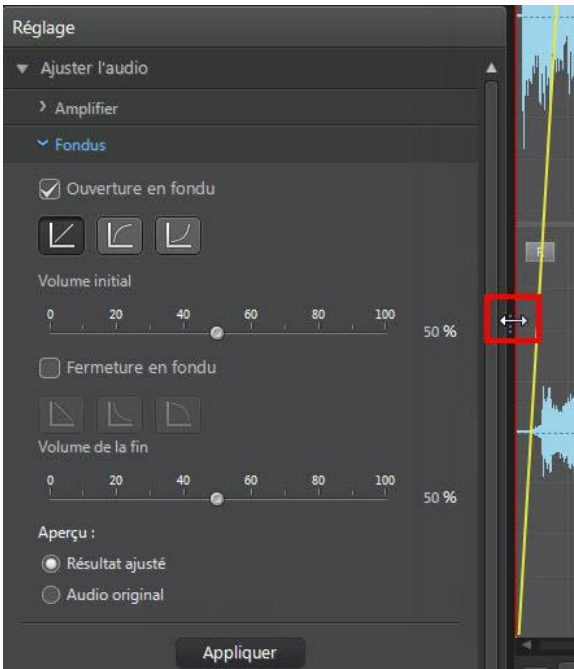 Réglage
Ajuster l'audio
Amplifier
Fondus
Ouverture en fondu
Volume initial
0 20 40 60 80 100
50 %
Fermeture en fondu
Volume de la fin
0 20 40 60 80 100
50 %
Aperçu :
Résultat ajusté
Audio original
Appliquer